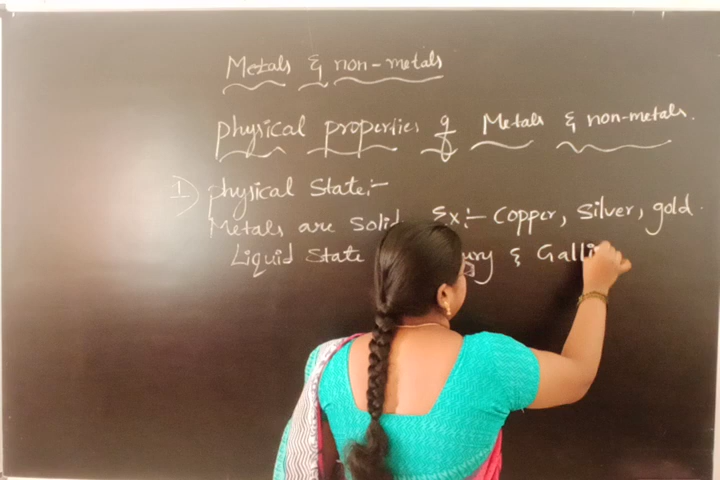 Metals & non-metals
physical properties of Metals & non-metals.
1) physical State:-
Metals are Solid. Ex:- Copper, Silver, gold.
Liquid State & Galli